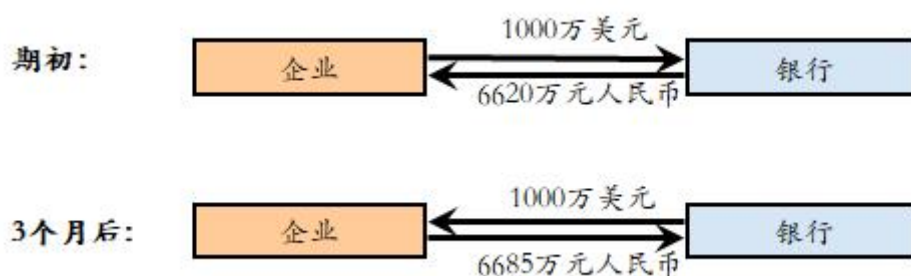 期初：
1000万美元
企业
银行
6620万元人民币
3个月后：
1000万美元
企业
银行
6685万元人民币